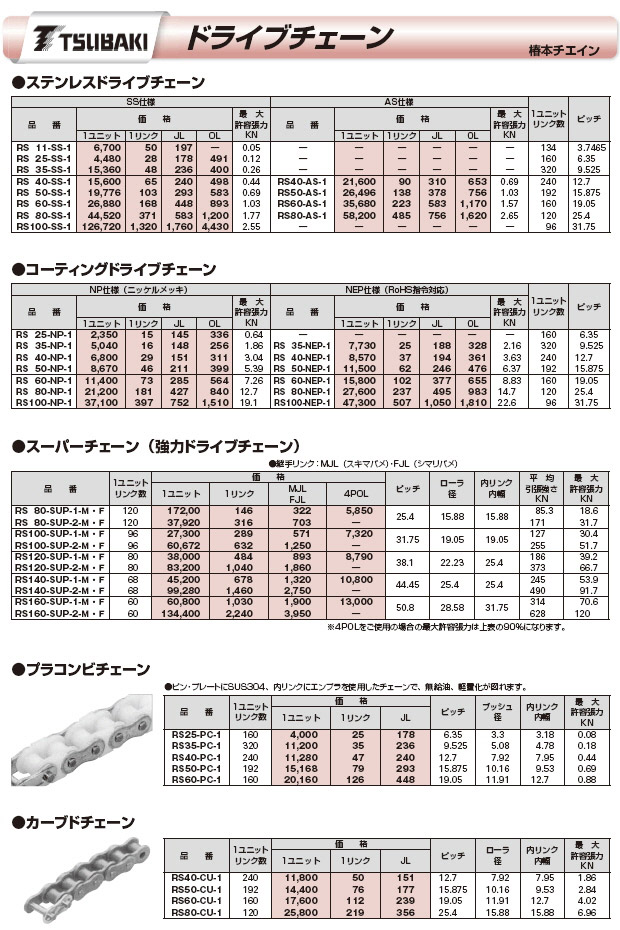 TSUBAKI ドライブチェーン 椿本チエイン
●ステンレスドライブチェーン
SS仕様 AS仕様
品 番 価 格 最 大 許容張力 KN 品 番 価 格 最 大 許容張力 KN 1ユニット リンク数 ピッチ
1ユニット 1リンク JL OL 1ユニット 1リンク JL OL
RS 11-SS-1 6,700 50 197 — 0.05 — — — — — — 134 3.7465
RS 25-SS-1 4,480 28 178 491 0.12 — — — — — — 160 6.35
RS 35-SS-1 15,360 48 236 400 0.26 — — — — — — 320 9.525
RS 40-SS-1 15,600 65 240 498 0.44 RS40-AS-1 21,600 90 310 653 0.69 240 12.7
RS 50-SS-1 19,776 103 293 583 0.69 RS50-AS-1 26,496 138 378 756 1.03 192 15.875
RS 60-SS-1 26,880 168 448 893 1.03 RS60-AS-1 35,680 223 583 1,170 1.57 160 19.05
RS 80-SS-1 44,520 371 583 1,200 1.77 RS80-AS-1 58,200 485 756 1,620 2.65 120 25.4
RS100-SS-1 126,720 1,320 1,760 4,430 2.55 — — — — — — 96 31.75
●コーティングドライブチェーン
NP仕様（ニッケルメッキ） NEP仕様（RoHS指令対応）
品 番 価 格 最 大 許容張力 KN 品 番 価 格 最 大 許容張力 KN 1ユニット リンク数 ピッチ
1ユニット 1リンク JL OL 1ユニット 1リンク JL OL
RS 25-NP-1 2,350 15 145 336 0.64 — — — — — — 160 6.35
RS 35-NP-1 5,040 16 148 256 1.86 RS 35-NEP-1 7,730 25 188 328 2.16 320 9.525
RS 40-NP-1 6,800 29 151 311 3.04 RS 40-NEP-1 8,570 37 194 361 3.63 240 12.7
RS 50-NP-1 8,670 46 211 399 5.39 RS 50-NEP-1 11,500 62 246 476 6.37 192 15.875
RS 60-NP-1 11,400 73 285 564 7.26 RS 60-NEP-1 15,800 102 377 655 8.83 160 19.05
RS 80-NP-1 21,200 181 427 840 12.7 RS 80-NEP-1 27,600 237 495 983 14.7 120 25.4
RS100-NP-1 37,100 397 752 1,510 19.1 RS100-NEP-1 47,300 507 1,050 1,810 22.6 96 31.75
●スーパーチェーン（強力ドライブチェーン）
●継手リンク：MJL（スキマバメ）・FJL（シマリバメ）
品 番 1ユニット リンク数 価 格 ピッチ ローラ 径 内リンク 内幅 平 均 引張強さ KN 最 大 許容張力 KN
1ユニット 1リンク MJL FJL 4POL
RS 80-SUP-1-M・F 120 172,00 146 322 5,850 25.4 15.88 15.88 85.3 18.6
RS 80-SUP-2-M・F 120 37,920 316 703 — 171 31.7
RS100-SUP-1-M・F 96 27,300 289 571 7,320 31.75 19.05 19.05 127 30.4
RS100-SUP-2-M・F 96 60,672 632 1,250 — 255 51.7
RS120-SUP-1-M・F 80 38,000 484 893 8,790 38.1 22.23 25.4 186 39.2
RS120-SUP-2-M・F 80 83,200 1,040 1,860 — 373 66.7
RS140-SUP-1-M・F 68 45,200 678 1,320 10,800 44.45 25.4 25.4 245 53.9
RS140-SUP-2-M・F 68 99,280 1,460 2,750 — 490 91.7
RS160-SUP-1-M・F 60 60,800 1,030 1,900 13,000 50.8 28.58 31.75 314 70.6
RS160-SUP-2-M・F 60 134,400 2,240 3,950 — 628 120
※4POLをご使用の場合の最大許容張力は上表の90%になります。
●プラコンビチェーン
●ピン・プレートにSUS304、内リンクにエンプラを使用したチェーンで、無給油、軽量化が図れます。
品 番 1ユニット リンク数 価 格 ピッチ ブッシュ 径 内リンク 内幅 最 大 許容張力 KN
1ユニット 1リンク JL
RS25-PC-1 160 4,000 25 178 6.35 3.3 3.18 0.08
RS35-PC-1 320 11,200 35 236 9.525 5.08 4.78 0.18
RS40-PC-1 240 11,280 47 240 12.7 7.92 7.95 0.44
RS50-PC-1 192 15,168 79 293 15.875 10.16 9.53 0.69
RS60-PC-1 160 20,160 126 448 19.05 11.91 12.7 0.88
●カーブドチェーン
品 番 1ユニット リンク数 価 格 ピッチ ローラ 径 内リンク 内幅 最 大 許容張力 KN
1ユニット 1リンク JL
RS40-CU-1 240 11,800 50 151 12.7 7.92 7.95 1.86
RS50-CU-1 192 14,400 76 177 15.875 10.16 9.53 2.84
RS60-CU-1 160 17,600 112 239 19.05 11.91 12.7 4.02
RS80-CU-1 120 25,800 219 356 25.4 15.88 15.88 6.96